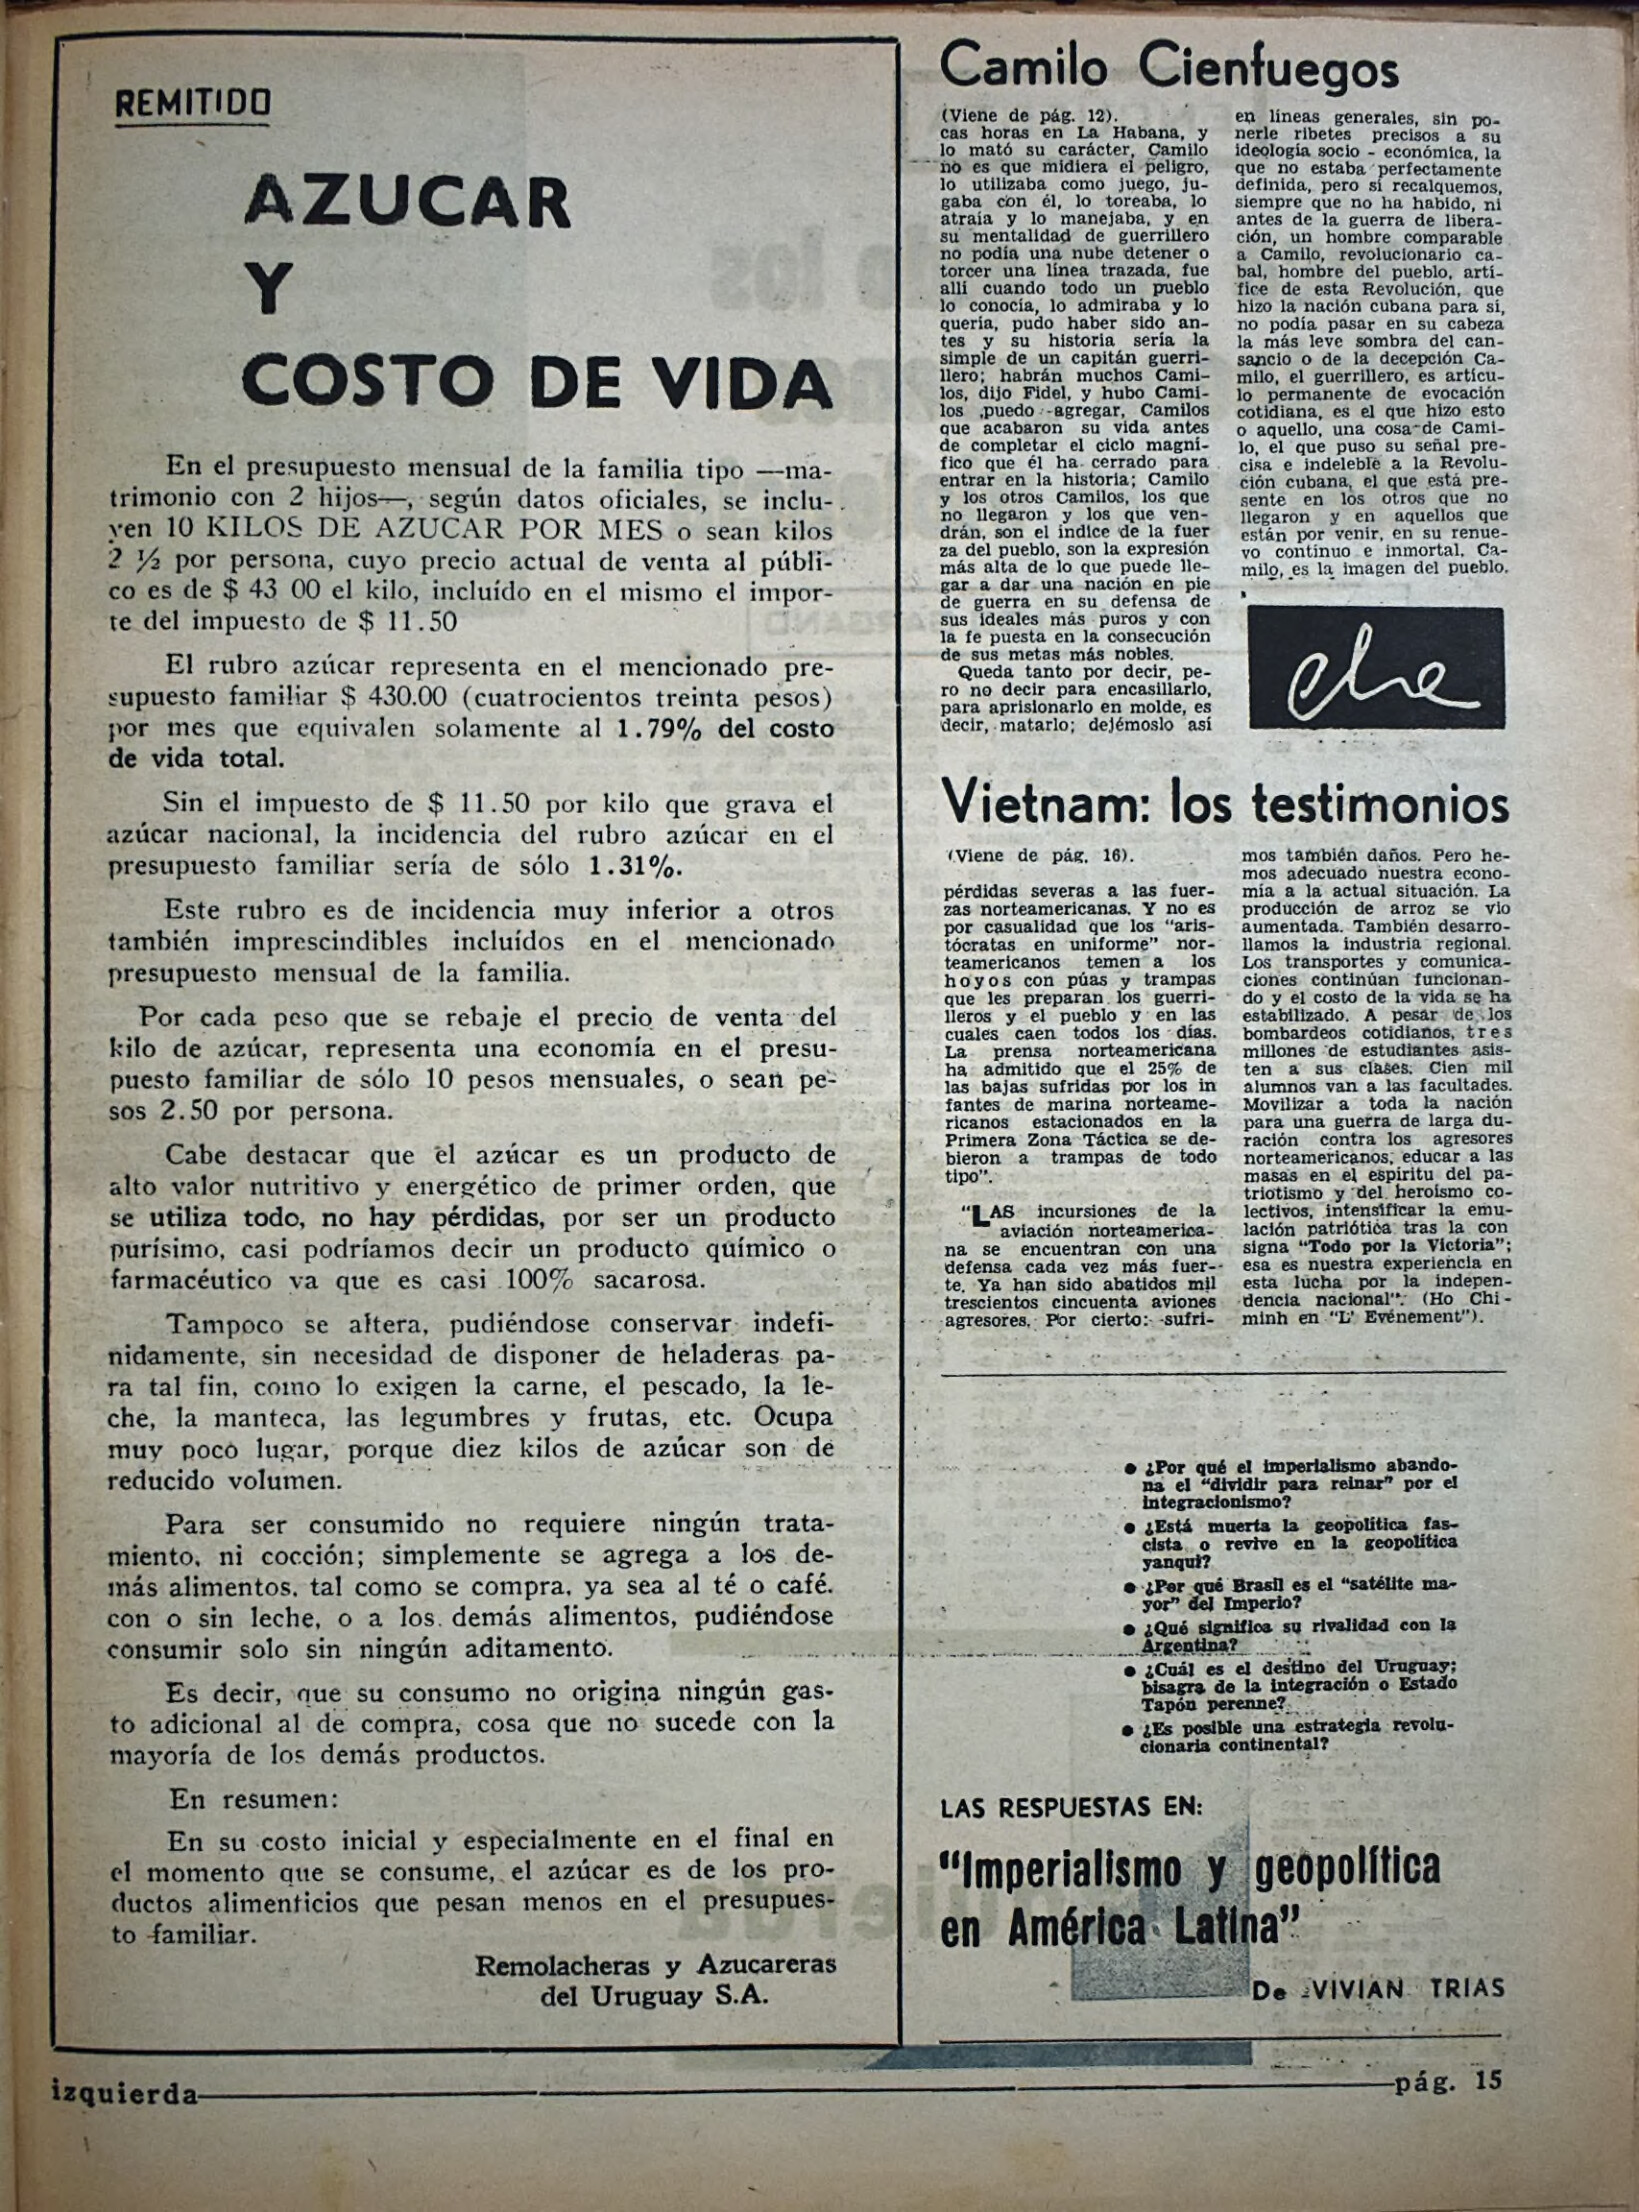 REMITIDO
AZUCAR
Y
COSTO DE VIDA
En el presupuesto mensual de la familia tipo —ma-
trimonio con 2 hijos—, según datos oficiales, se inclu-
yen 10 KILOS DE AZUCAR POR MES o sean kilos
2 ½ por persona, cuyo precio actual de venta al públi-
co es de $ 43 00 el kilo, incluído en el mismo el impor-
te del impuesto de $ 11.50
El rubro azúcar representa en el mencionado pre-
supuesto familiar $ 430.00 (cuatrocientos treinta pesos)
por mes que equivalen solamente al 1.79% del costo
de vida total.
Sin el impuesto de $ 11.50 por kilo que grava el
azúcar nacional, la incidencia del rubro azúcar en el
presupuesto familiar sería de sólo 1.31%.
Este rubro es de incidencia muy inferior a otros
también imprescindibles incluídos en el mencionado
presupuesto mensual de la familia.
Por cada peso que se rebaje el precio de venta del
kilo de azúcar, representa una economía en el presu-
puesto familiar de sólo 10 pesos mensuales, o sean pe-
sos 2.50 por persona.
Cabe destacar que el azúcar es un producto de
alto valor nutritivo y energético de primer orden, que
se utiliza todo, no hay pérdidas, por ser un producto
purísimo, casi podríamos decir un producto químico o
farmacéutico ya que es casi 100% sacarosa.
Tampoco se altera, pudiéndose conservar indefi-
nidamente, sin necesidad de disponer de heladeras pa-
ra tal fin, como lo exigen la carne, el pescado, la le-
che, la manteca, las legumbres y frutas, etc. Ocupa
muy poco lugar, porque diez kilos de azúcar son de
reducido volumen.
Para ser consumido no requiere ningún trata-
miento, ni cocción; simplemente se agrega a los de-
más alimentos, tal como se compra, ya sea al té o café,
con o sin leche, o a los demás alimentos, pudiéndose
consumir solo sin ningún aditamento.
Es decir, que su consumo no origina ningún gas-
to adicional al de compra, cosa que no sucede con la
mayoría de los demás productos.
En resumen:
En su costo inicial y especialmente en el final en
el momento que se consume, el azúcar es de los pro-
ductos alimenticios que pesan menos en el presupues-
to familiar.
Remolacheras y Azucareras
del Uruguay S.A.
Camilo Cienfuegos
(Viene de pág. 12).
cas horas en La Habana, y
lo mató su carácter, Camilo
no es que midiera el peligro,
lo utilizaba como juego, ju-
gaba con él, lo toreaba, lo
atraía y lo manejaba, y en
su mentalidad de guerrillero
no podía una nube detener o
torcer una línea trazada, fue
allí cuando todo un pueblo
lo conocía, lo admiraba y lo
quería, pudo haber sido an-
tes y su historia sería la
simple de un capitán guerri-
llero; habrán muchos Cami-
los, dijo Fidel, y hubo Cami-
los ,puedo agregar, Camilos
que acabaron su vida antes
de completar el ciclo magní-
fico que él ha cerrado para
entrar en la historia; Camilo
y los otros Camilos, los que
no llegaron y los que ven-
drán, son el índice de la fuer
za del pueblo, son la expresión
más alta de lo que puede lle-
gar a dar una nación en pie
de guerra en su defensa de
sus ideales más puros y con
la fe puesta en la consecución
de sus metas más nobles.
Queda tanto por decir, pe-
ro no decir para encasillarlo,
para aprisionarlo en molde, es
decir, matarlo; dejémoslo así
en líneas generales, sin po-
nerle ribetes precisos a su
ideología socio - económica, la
que no estaba perfectamente
definida, pero sí recalquemos,
siempre que no ha habido, ni
antes de la guerra de libera-
ción, un hombre comparable
a Camilo, revolucionario ca-
bal, hombre del pueblo, artí-
fice de esta Revolución, que
hizo la nación cubana para sí,
no podía pasar en su cabeza
la más leve sombra del can-
sancio o de la decepción Ca-
milo, el guerrillero, es artícu-
lo permanente de evocación
cotidiana, es el que hizo esto
o aquello, una cosa de Cami-
lo, el que puso su señal pre-
cisa e indeleble a la Revolu-
ción cubana, el que está pre-
sente en los otros que no
llegaron y en aquellos que
están por venir, en su renue-
vo continuo e inmortal. Ca-
milo, es la imagen del pueblo.
che
Vietnam: los testimonios
(Viene de pág. 16).
pérdidas severas a las fuer-
zas norteamericanas. Y no es
por casualidad que los "aris-
tócratas en uniforme" nor-
teamericanos temen a los
hoyos con púas y trampas
que les preparan los guerri-
lleros y el pueblo y en las
cuales caen todos los días.
La prensa norteamericana
ha admitido que el 25% de
las bajas sufridas por los in
fantes de marina norteame-
ricanos estacionados en la
Primera Zona Táctica se de-
bieron a trampas de todo
tipo".
"LAS incursiones de la
aviación norteamerica-
na se encuentran con una
defensa cada vez más fuer-
te. Ya han sido abatidos mil
trescientos cincuenta aviones
agresores. Por cierto: sufri-
mos también daños. Pero he-
mos adecuado nuestra econo-
mía a la actual situación. La
producción de arroz se vio
aumentada. También desarro-
llamos la industria regional.
Los transportes y comunica-
ciones continúan funcionan-
do y el costo de la vida se ha
estabilizado. A pesar de los
bombardeos cotidianos, tres
millones de estudiantes asis-
ten a sus clases. Cien mil
alumnos van a las facultades.
Movilizar a toda la nación
para una guerra de larga du-
ración contra los agresores
norteamericanos, educar a las
masas en el espíritu del pa-
triotismo y del heroísmo co-
lectivos, intensificar la emu-
lación patriótica tras la con
signa "Todo por la Victoria";
esa es nuestra experiencia en
esta lucha por la indepen-
dencia nacional". (Ho Chi-
minh en "L' Evénement").
● ¿Por qué el imperialismo abando-
na el "dividir para reinar" por el
integracionismo?
● ¿Está muerta la geopolítica fas-
cista o revive en la geopolítica
yanqui?
● ¿Por qué Brasil es el "satélite ma-
yor" del Imperio?
● ¿Qué significa su rivalidad con la
Argentina?
● ¿Cuál es el destino del Uruguay;
bisagra de la integración o Estado
Tapón perenne?
● ¿Es posible una estrategia revolu-
cionaria continental?
LAS RESPUESTAS EN:
"Imperialismo y geopolítica
en América Latina"
De VIVIAN TRIAS
izquierda
pág. 15